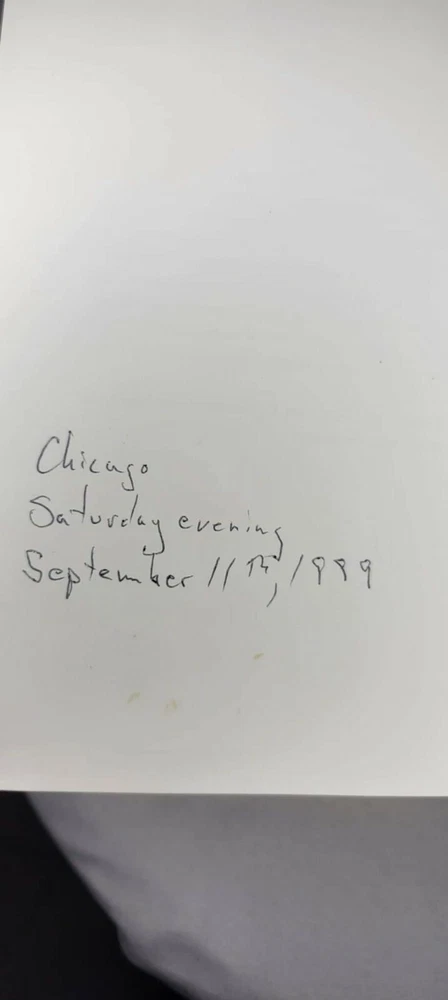 Chicago
Saturday evening
September 11th, 1999